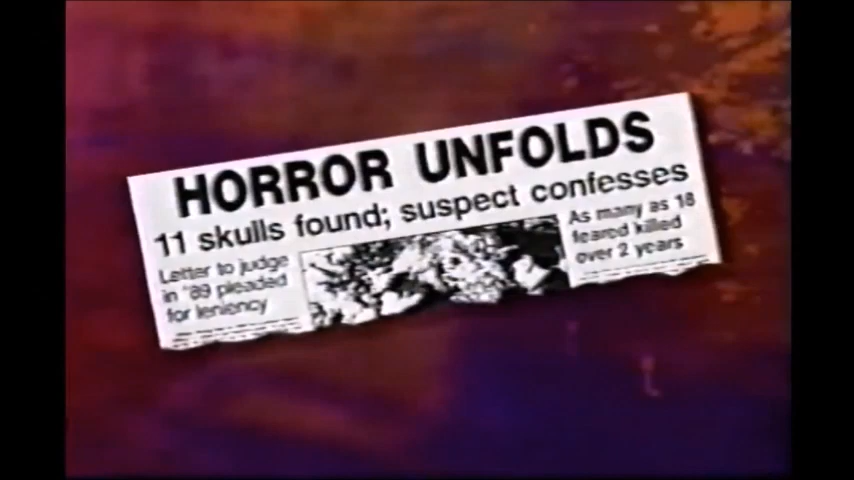 HORROR UNFOLDS
11 skulls found; suspect confesses
Letter to judge
in '89 pleaded
for leniency
As many as 18
feared killed
over 2 years